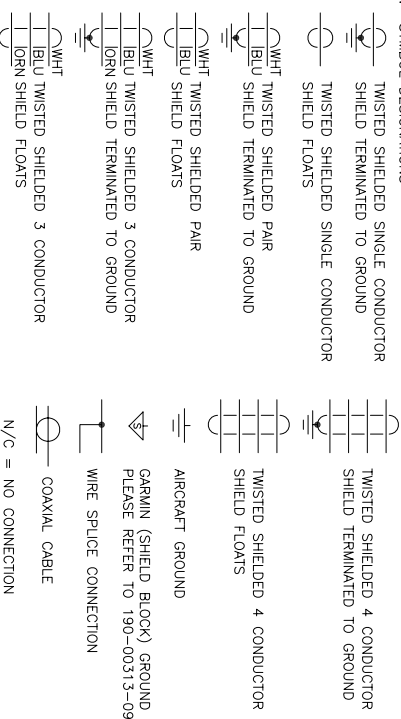 TWISTED SHIELDED SINGLE CONDUCTOR
SHIELD TERMINATED TO GROUND
TWISTED SHIELDED SINGLE CONDUCTOR
SHIELD FLOATS
WHT TWISTED SHIELDED PAIR
BLU SHIELD TERMINATED TO GROUND
WHT TWISTED SHIELDED PAIR
BLU SHIELD FLOATS
WHT
BLU TWISTED SHIELDED 3 CONDUCTOR
ORN SHIELD TERMINATED TO GROUND
WHT
BLU TWISTED SHIELDED 3 CONDUCTOR
ORN SHIELD FLOATS
TWISTED SHIELDED 4 CONDUCTOR
SHIELD TERMINATED TO GROUND
TWISTED SHIELDED 4 CONDUCTOR
SHIELD FLOATS
AIRCRAFT GROUND
S
GARMIN (SHIELD BLOCK) GROUND
PLEASE REFER TO 190-00313-09
WIRE SPLICE CONNECTION
COAXIAL CABLE
N/C = NO CONNECTION